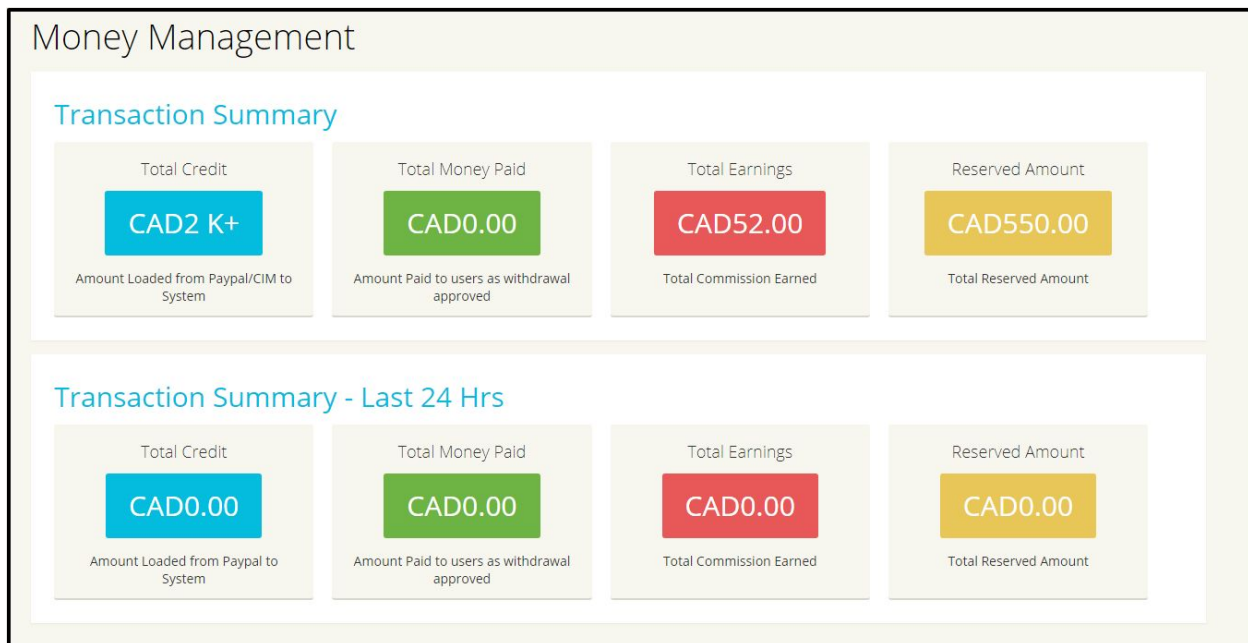 Money Management
Transaction Summary
Total Credit
CAD2 K+
Amount Loaded from Paypal/CIM to
System
Total Money Paid
CAD0.00
Amount Paid to users as withdrawal
approved
Total Earnings
CAD52.00
Total Commission Earned
Reserved Amount
CAD550.00
Total Reserved Amount
Transaction Summary - Last 24 Hrs
Total Credit
CAD0.00
Amount Loaded from Paypal to
System
Total Money Paid
CAD0.00
Amount Paid to users as withdrawal
approved
Total Earnings
CAD0.00
Total Commission Earned
Reserved Amount
CAD0.00
Total Reserved Amount